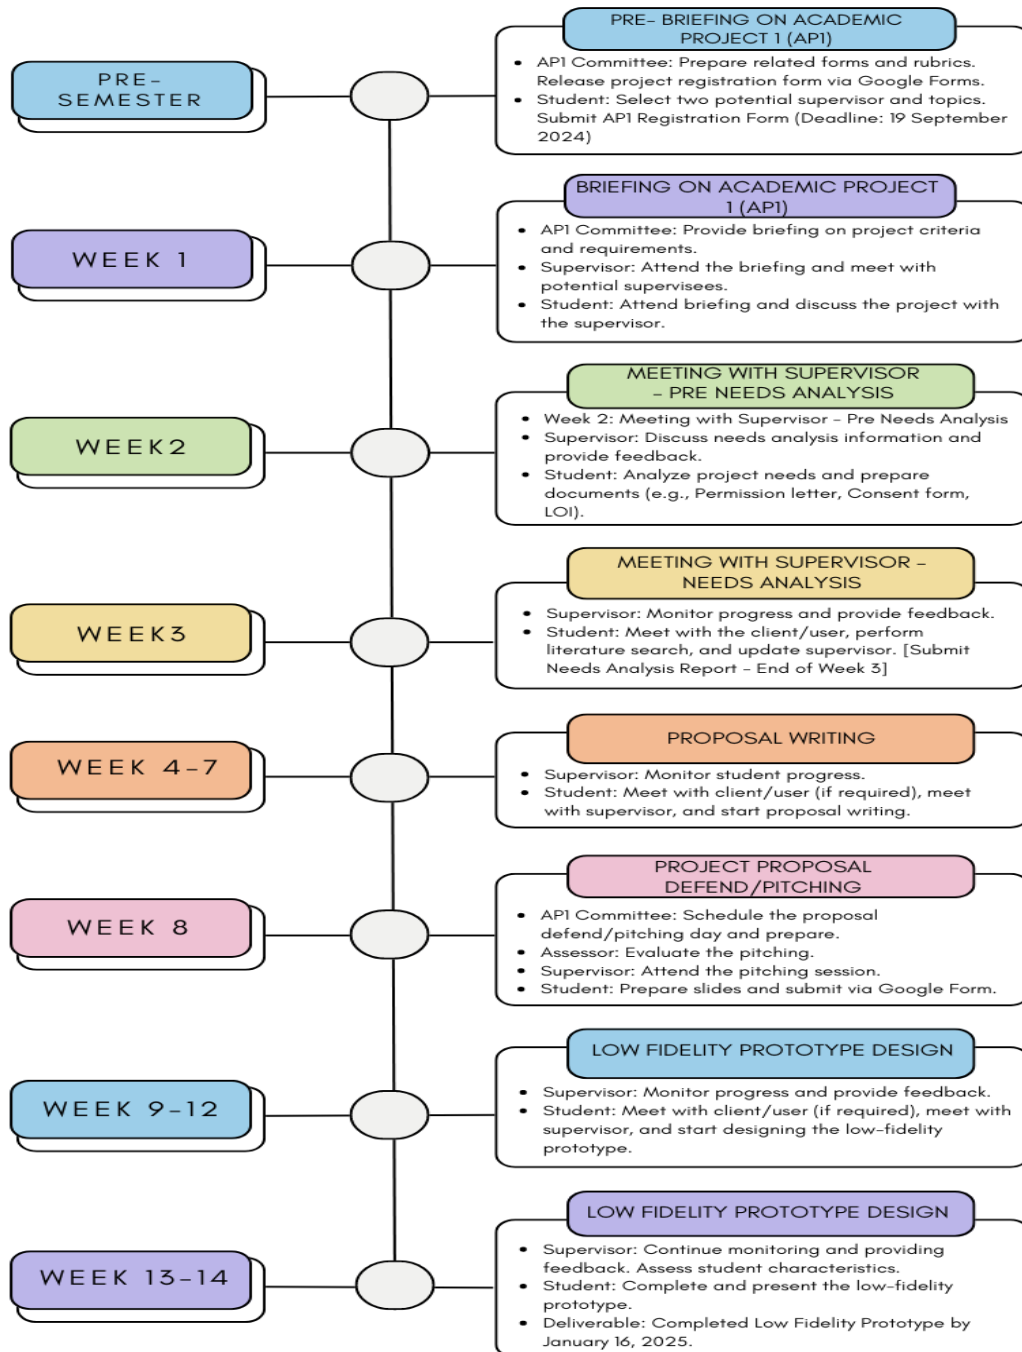 PRE- BRIEFING ON ACADEMIC
PROJECT 1 (AP1)
PRE-
SEMESTER
• AP1 Committee: Prepare related forms and rubrics.
Release project registration form via Google Forms.
• Student: Select two potential supervisor and topics.
Submit AP1 Registration Form (Deadline: 19 September
2024)
BRIEFING ON ACADEMIC PROJECT
1 (AP1)
WEEK 1
• AP1 Committee: Provide briefing on project criteria
and requirements.
• Supervisor: Attend the briefing and meet with
potential supervisees.
• Student: Attend briefing and discuss the project with
the supervisor.
MEETING WITH SUPERVISOR
- PRE NEEDS ANALYSIS
WEEK2
• Week 2: Meeting with Supervisor - Pre Needs Analysis
• Supervisor: Discuss needs analysis information and
provide feedback.
• Student: Analyze project needs and prepare
documents (e.g., Permission letter, Consent form,
LOI).
MEETING WITH SUPERVISOR -
NEEDS ANALYSIS
WEEK3
• Supervisor: Monitor progress and provide feedback.
• Student: Meet with the client/user, perform
literature search, and update supervisor. [Submit
Needs Analysis Report - End of Week 3]
PROPOSAL WRITING
WEEK 4-7
• Supervisor: Monitor student progress.
• Student: Meet with client/user (if required), meet
with supervisor, and start proposal writing.
PROJECT PROPOSAL
DEFEND/PITCHING
WEEK 8
• AP1 Committee: Schedule the proposal
defend/pitching day and prepare.
• Assessor: Evaluate the pitching.
• Supervisor: Attend the pitching session.
• Student: Prepare slides and submit via Google Form.
LOW FIDELITY PROTOTYPE DESIGN
WEEK 9-12
• Supervisor: Monitor progress and provide feedback.
• Student: Meet with client/user (if required), meet with
supervisor, and start designing the low-fidelity
prototype.
LOW FIDELITY PROTOTYPE DESIGN
WEEK 13-14
• Supervisor: Continue monitoring and providing
feedback. Assess student characteristics.
• Student: Complete and present the low-fidelity
prototype.
• Deliverable: Completed Low Fidelity Prototype by
January 16, 2025.